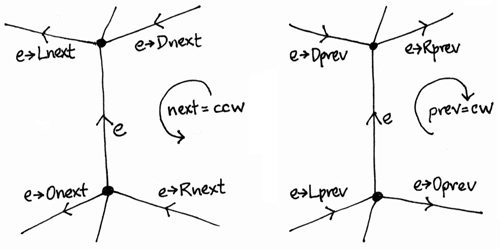 e→Lnext
e→Dnext
next=ccw
e
e→Onext
e→Rnext
e→Dprev
e→Rprev
prev=cw
e
e→Lprev
e→Oprev